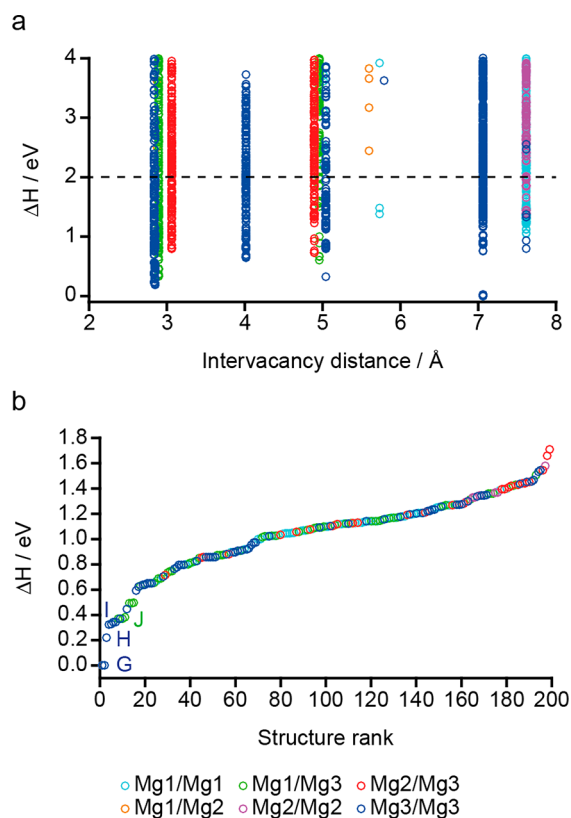 a
ΔH / eV
4
3
2
1
0
2 3 4 5 6 7 8
Intervacancy distance / Å
b
ΔH / eV
1.8
1.6
1.4
1.2
1.0
0.8
0.6
0.4
0.2
0.0
I
J
H
G
0 20 40 60 80 100 120 140 160 180 200
Structure rank
Mg1/Mg1 Mg1/Mg3 Mg2/Mg3
Mg1/Mg2 Mg2/Mg2 Mg3/Mg3